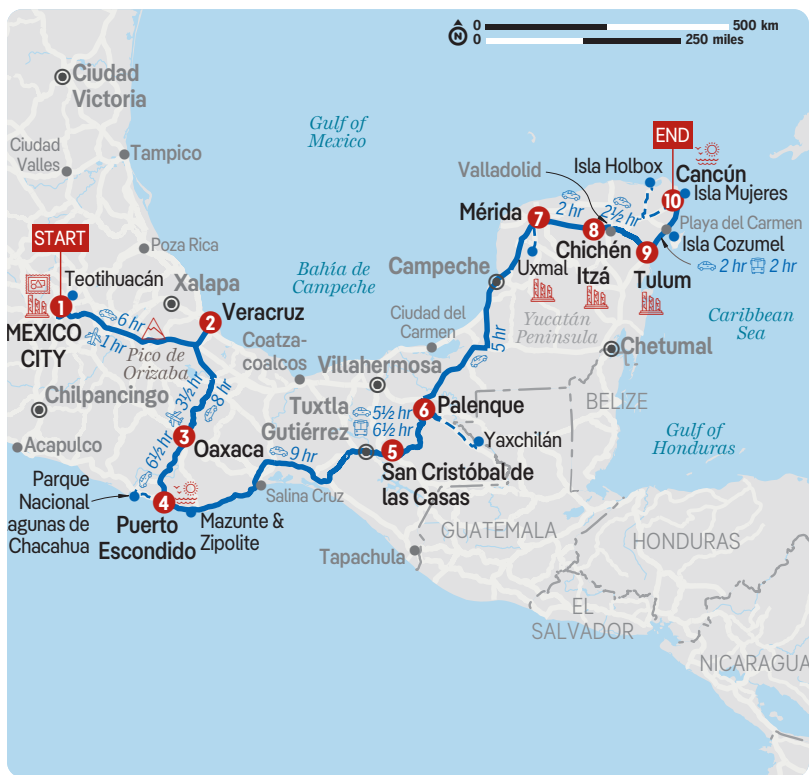 0
500 km
N
0
250 miles
Ciudad
Victoria
Ciudad
Valles
Tampico
Gulf of
Mexico
END
Isla Holbox
Valladolid
Cancún
10
Isla Mujeres
Mérida
7
2 hr
2½ hr
8
Playa del Carmen
Isla Cozumel
Chichén
Itzá
9
Tulum
2 hr
2 hr
START
Poza Rica
Teotihuacán
Xalapa
Bahía de
Campeche
Campeche
Uxmal
1
MEXICO
CITY
6 hr
1 hr
2
Veracruz
Pico de
Orizaba
Coatza-
coalcos
Ciudad del
Carmen
Yucatán
Peninsula
Caribbean
Sea
5 hr
Chetumal
Villahermosa
Chilpancingo
3½ hr
8 hr
Tuxtla
Gutiérrez
5½ hr
6½ hr
6
Palenque
BELIZE
Acapulco
6½ hr
3
Oaxaca
9 hr
5
Yaxchilán
Gulf of
Honduras
San Cristóbal de
las Casas
Parque
Nacional
agunas de
Chacahua
4
Puerto
Escondido
Salina Cruz
Mazunte &
Zipolite
Tapachula
GUATEMALA
HONDURAS
EL
SALVADOR
NICARAGUA